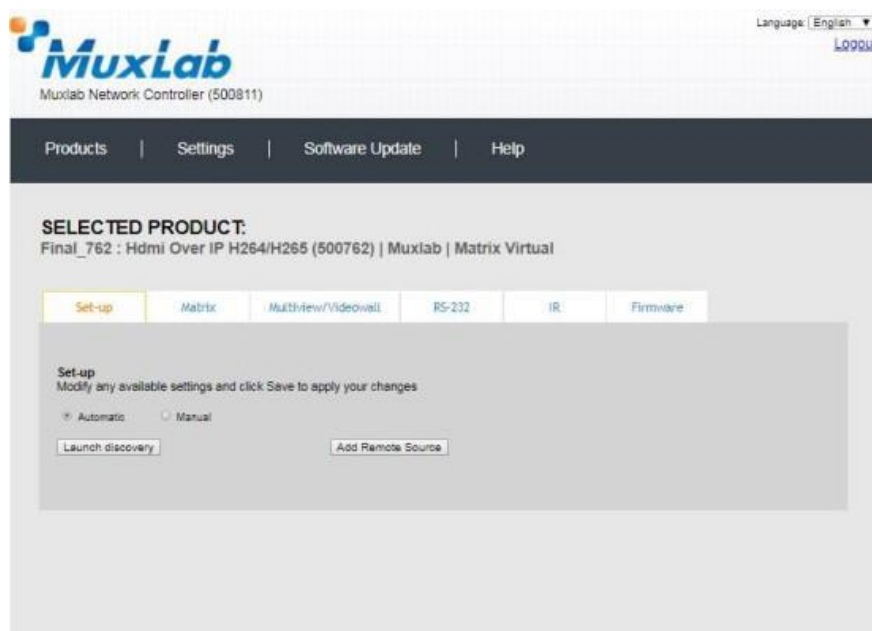 Language: English
Logou
MuxLab
Muxlab Network Controller (500811)
Products | Settings | Software Update | Help
SELECTED PRODUCT:
Final_762 : Hdmi Over IP H264/H265 (500762) | Muxlab | Matrix Virtual
Set-up Matrix Multiview/Videowall RS-232 IR Firmware
Set-up
Modify any available settings and click Save to apply your changes
Automatic Manual
Launch discovery Add Remote Source